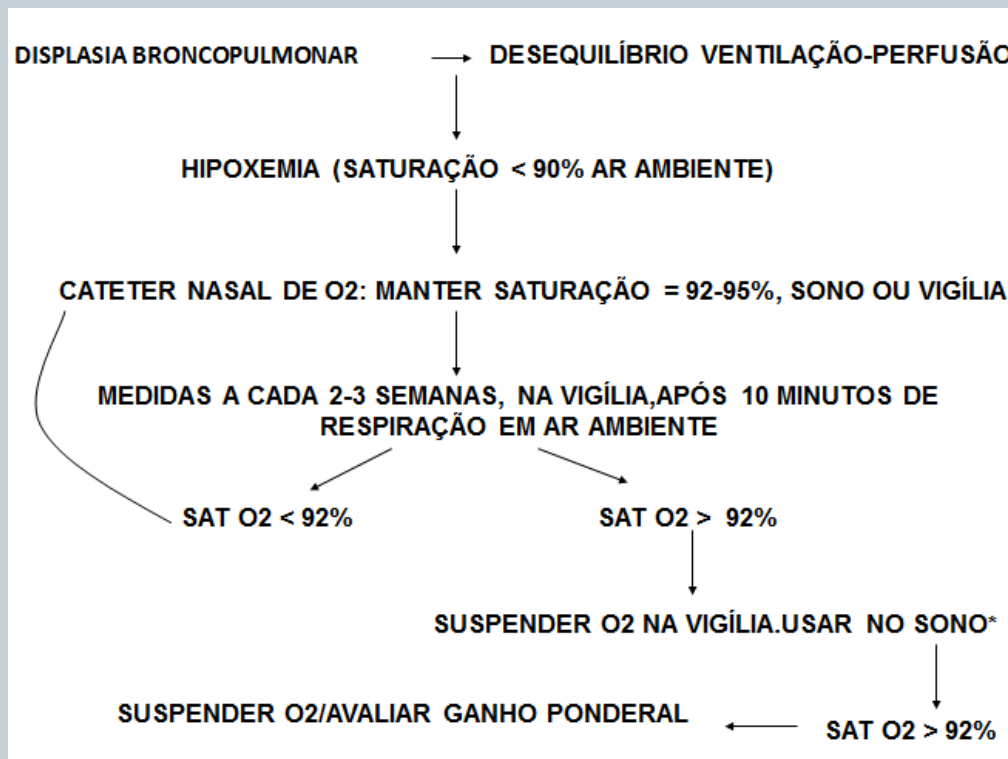 DISPLASIA BRONCOPULMONAR
DESEQUILÍBRIO VENTILAÇÃO-PERFUSÃO
HIPOXEMIA (SATURAÇÃO < 90% AR AMBIENTE)
CATETER NASAL DE O2: MANTER SATURAÇÃO = 92-95%, SONO OU VIGÍLIA
MEDIDAS A CADA 2-3 SEMANAS, NA VIGÍLIA,APÓS 10 MINUTOS DE
RESPIRAÇÃO EM AR AMBIENTE
SAT O2 < 92%
SAT O2 > 92%
SUSPENDER O2 NA VIGÍLIA.USAR NO SONO*
SAT O2 > 92%
SUSPENDER O2/AVALIAR GANHO PONDERAL